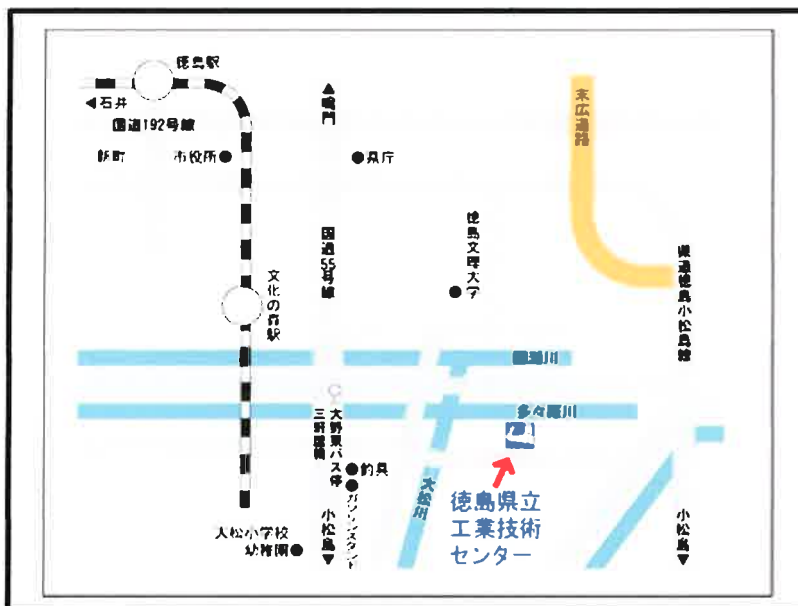 徳島駅
◀石井
国道192号線
新町
市役所
▲鳴門
県庁
末広道路
国道55号線
徳島文理大学
県道徳島小松島線
文化の森駅
園瀬川
多々羅川
大野東バス停
三軒屋町
釣具
ガソリンスタンド
大松川
徳島県立
工業技術
センター
大松小学校
幼稚園
小松島▼
小松島▼